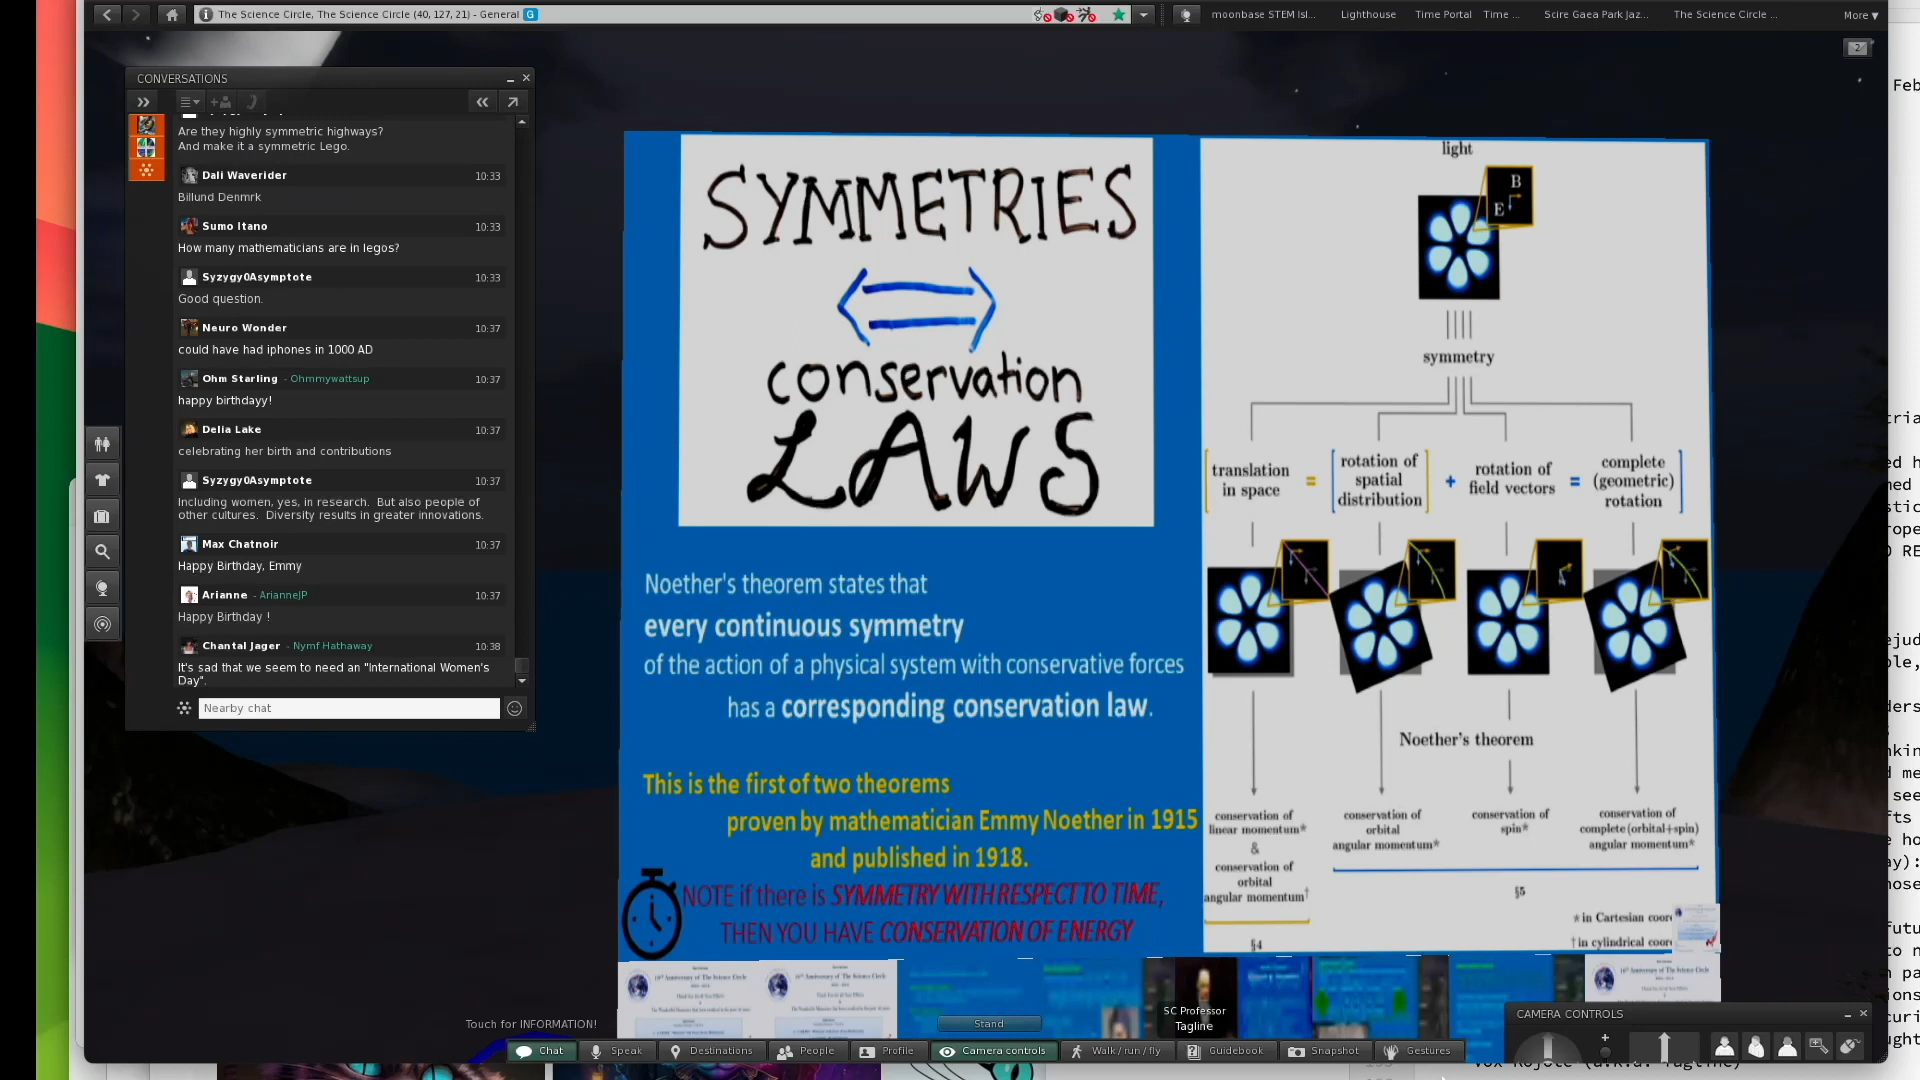 The Science Circle, The Science Circle (40, 127, 21) - General G
moonbase STEM Isl...
Lighthouse
Time Portal
Time ...
Scire Gaea Park Jaz...
The Science Circle ...
More ▼
2
Feb
CONVERSATIONS
Are they highly symmetric highways?
And make it a symmetric Lego.
Dali Waverider 10:33
Billund Denmrk
Sumo Itano 10:33
How many mathematicians are in legos?
Syzygy0Asymptote 10:33
Good question.
Neuro Wonder 10:37
could have had iphones in 1000 AD
Ohm Starling - Ohmmywattsup 10:37
happy birthdayy!
Delia Lake 10:37
celebrating her birth and contributions
Syzygy0Asymptote 10:37
Including women, yes, in research. But also people of
other cultures. Diversity results in greater innovations.
Max Chatnoir 10:37
Happy Birthday, Emmy
Arianne - ArianneJP 10:37
Happy Birthday !
Chantal Jager - Nymf Hathaway 10:38
It's sad that we seem to need an "International Women's
Day".
Nearby chat
SYMMETRIES
conservation
LAWS
Noether's theorem states that
every continuous symmetry
of the action of a physical system with conservative forces
has a corresponding conservation law.
This is the first of two theorems
proven by mathematician Emmy Noether in 1915
and published in 1918.
NOTE if there is SYMMETRY WITH RESPECT TO TIME,
THEN YOU HAVE CONSERVATION OF ENERGY
light
B
E
symmetry
translation
in space
=
rotation of
spatial
distribution
+
rotation of
field vectors
=
complete
(geometric)
rotation
Noether's theorem
conservation of
linear momentum*
&
conservation of
orbital
angular momentum†
conservation of
orbital
angular momentum*
conservation of
spin*
conservation of
complete (orbital+spin)
angular momentum*
§4
§5
* in Cartesian coor
† in cylindrical coor
Touch for INFORMATION!
Stand
SC Professor
Tagline
CAMERA CONTROLS
Chat
Speak
Destinations
People
Profile
Camera controls
Walk / run / fly
Guidebook
Snapshot
Gestures